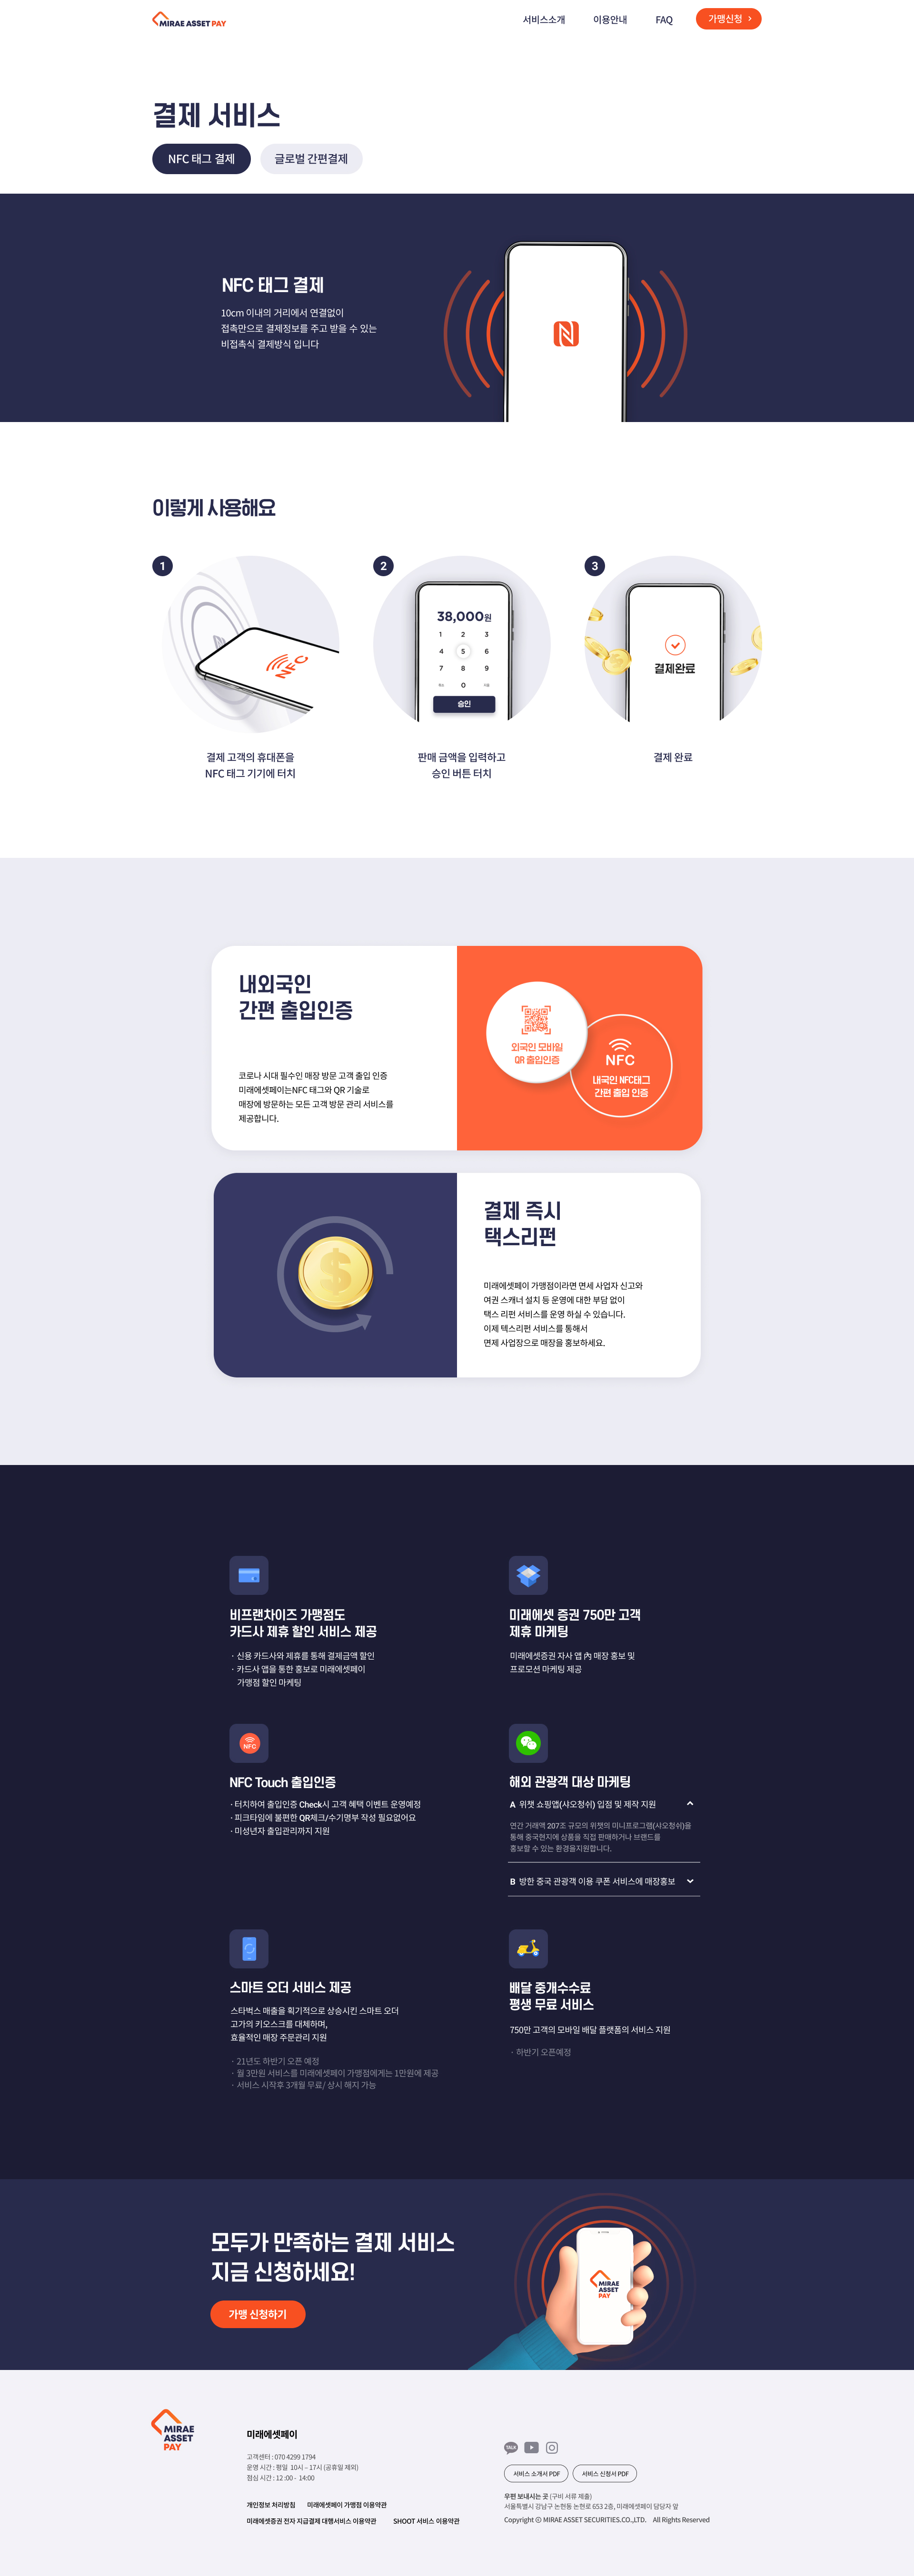 MIRAE ASSET PAY
서비스소개
이용안내
FAQ
가맹신청
결제 서비스
NFC 태그 결제
글로벌 간편결제
NFC 태그 결제
10cm 이내의 거리에서 연결없이
접촉만으로 결제정보를 주고 받을 수 있는
비접촉식 결제방식 입니다
이렇게 사용해요
1
NFC
결제 고객의 휴대폰을
NFC 태그 기기에 터치
2
38,000원
1 2 3
4 5 6
7 8 9
0
승인
판매 금액을 입력하고
승인 버튼 터치
3
결제완료
결제 완료
내외국인
간편 출입인증
코로나 시대 필수인 매장 방문 고객 출입 인증
미래에셋페이는NFC 태그와 QR 기술로
매장에 방문하는 모든 고객 방문 관리 서비스를
제공합니다.
외국인 모바일
QR 출입인증
NFC
내국인 NFC태그
간편 출입 인증
$
결제 즉시
택스리펀
미래에셋페이 가맹점이라면 면세 사업자 신고와
여권 스캐너 설치 등 운영에 대한 부담 없이
택스 리펀 서비스를 운영 하실 수 있습니다.
이제 텍스리펀 서비스를 통해서
면제 사업장으로 매장을 홍보하세요.
비프랜차이즈 가맹점도
카드사 제휴 할인 서비스 제공
· 신용 카드사와 제휴를 통해 결제금액 할인
· 카드사 앱을 통한 홍보로 미래에셋페이
가맹점 할인 마케팅
미래에셋 증권 750만 고객
제휴 마케팅
미래에셋증권 자사 앱 內 매장 홍보 및
프로모션 마케팅 제공
NFC
NFC Touch 출입인증
· 터치하여 출입인증 Check시 고객 혜택 이벤트 운영예정
· 피크타임에 불편한 QR체크/수기명부 작성 필요없어요
· 미성년자 출입관리까지 지원
해외 관광객 대상 마케팅
A 위챗 쇼핑앱(샤오청쉬) 입점 및 제작 지원
연간 거래액 207조 규모의 위챗의 미니프로그램(샤오청쉬)을
통해 중국현지에 상품을 직접 판매하거나 브랜드를
홍보할 수 있는 환경을지원합니다.
B 방한 중국 관광객 이용 쿠폰 서비스에 매장홍보
스마트 오더 서비스 제공
스타벅스 매출을 획기적으로 상승시킨 스마트 오더
고가의 키오스크를 대체하며,
효율적인 매장 주문관리 지원
· 21년도 하반기 오픈 예정
· 월 3만원 서비스를 미래에셋페이 가맹점에게는 1만원에 제공
· 서비스 시작후 3개월 무료/ 상시 해지 가능
배달 중개수수료
평생 무료 서비스
750만 고객의 모바일 배달 플랫폼의 서비스 지원
· 하반기 오픈예정
모두가 만족하는 결제 서비스
지금 신청하세요!
가맹 신청하기
MIRAE
ASSET
PAY
MIRAE
ASSET
PAY
미래에셋페이
고객센터 : 070 4299 1794
운영 시간 : 평일 10시 – 17시 (공휴일 제외)
점심 시간 : 12 :00 - 14:00
개인정보 처리방침 미래에셋페이 가맹점 이용약관
미래에셋증권 전자 지급결제 대행서비스 이용약관 SHOOT 서비스 이용약관
TALK
서비스 소개서 PDF
서비스 신청서 PDF
우편 보내시는 곳 (구비 서류 제출)
서울특별시 강남구 논현동 논현로 653 2층, 미래에셋페이 담당자 앞
Copyright ⓒ MIRAE ASSET SECURITIES.CO.,LTD. All Rights Reserved